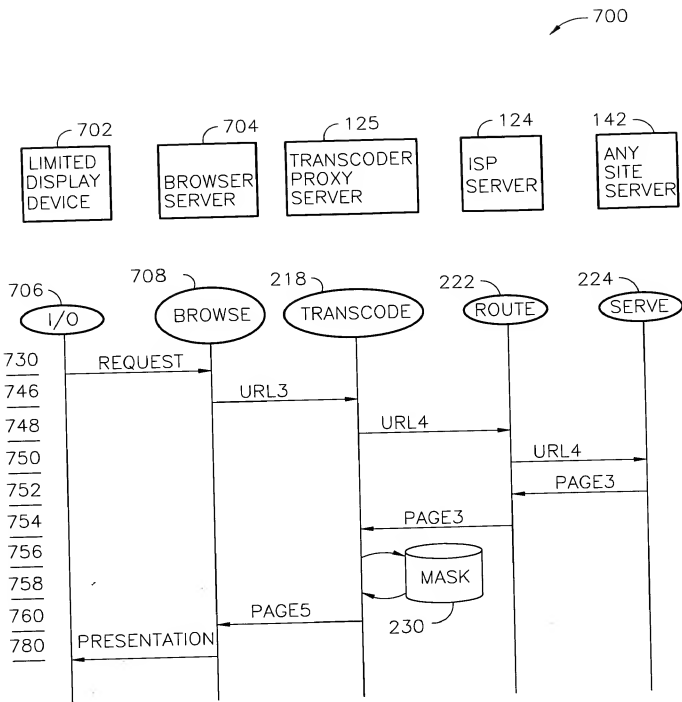 700
702
704
125
124
142
LIMITED
DISPLAY
DEVICE
BROWSER
SERVER
TRANSCODER
PROXY
SERVER
ISP
SERVER
ANY
SITE
SERVER
706
708
218
222
224
I/O
BROWSE
TRANSCODE
ROUTE
SERVE
730
REQUEST
746
URL3
748
URL4
750
URL4
752
PAGE3
754
PAGE3
756
758
MASK
760
PAGE5
230
780
PRESENTATION